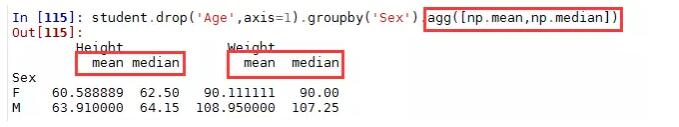 In [115]: student.drop('Age',axis=1).groupby('Sex').agg([np.mean,np.median])
Out[115]:
Height Weight
mean median mean median
Sex
F 60.588889 62.50 90.111111 90.00
M 63.910000 64.15 108.950000 107.25